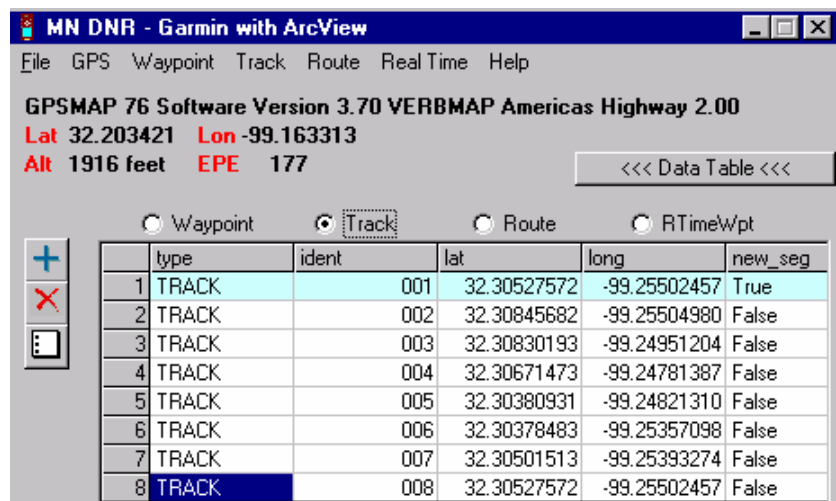 MN DNR - Garmin with ArcView
File GPS Waypoint Track Route Real Time Help
GPSMAP 76 Software Version 3.70 VERBMAP Americas Highway 2.00
Lat 32.203421 Lon -99.163313
Alt 1916 feet EPE 177
<<< Data Table <<<
Waypoint Track Route RTimeWpt
type ident lat long new_seg
1 TRACK 001 32.30527572 -99.25502457 True
2 TRACK 002 32.30845682 -99.25504980 False
3 TRACK 003 32.30830193 -99.24951204 False
4 TRACK 004 32.30671473 -99.24781387 False
5 TRACK 005 32.30380931 -99.24821310 False
6 TRACK 006 32.30378483 -99.25357098 False
7 TRACK 007 32.30501513 -99.25393274 False
8 TRACK 008 32.30527572 -99.25502457 False